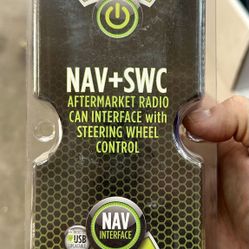 NAV+SWC
AFTERMARKET RADIO
CAN INTERFACE with
STEERING WHEEL
CONTROL
NAV
INTERFACE
USB